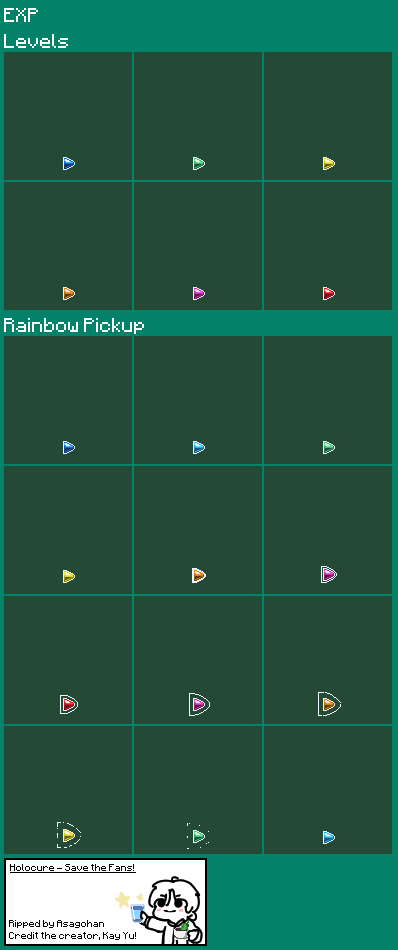 EXP
Levels
Rainbow Pickup
Holocure - Save the Fans!
Ripped by Asagohan
Credit the creator, Kay Yu!